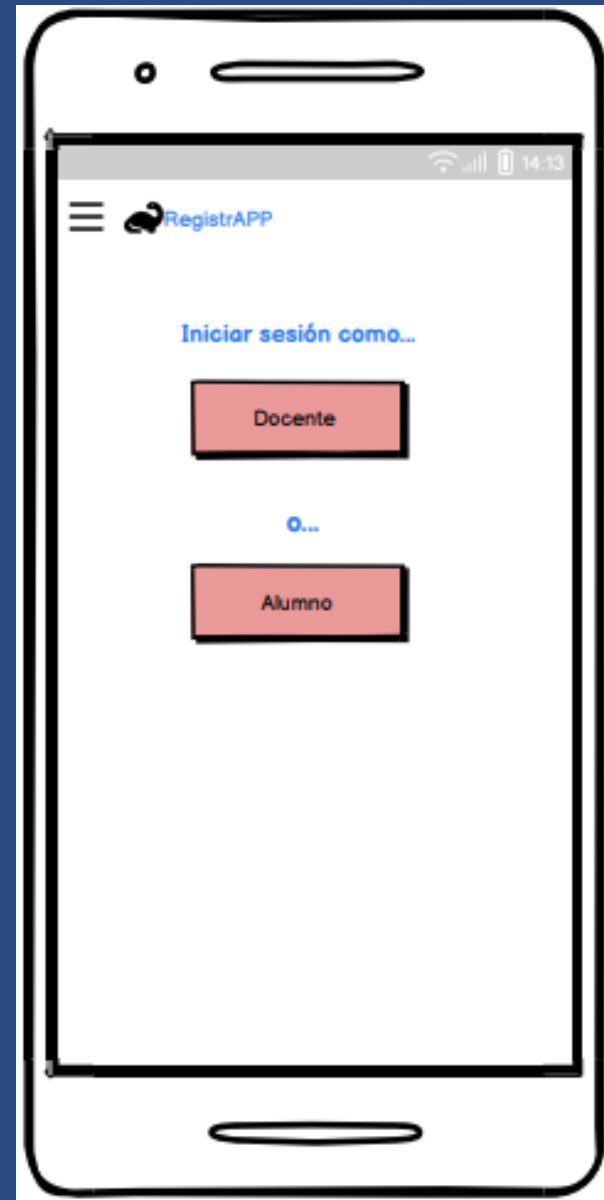 14:13
RegistrAPP
Iniciar sesión como...
Docente
o...
Alumno